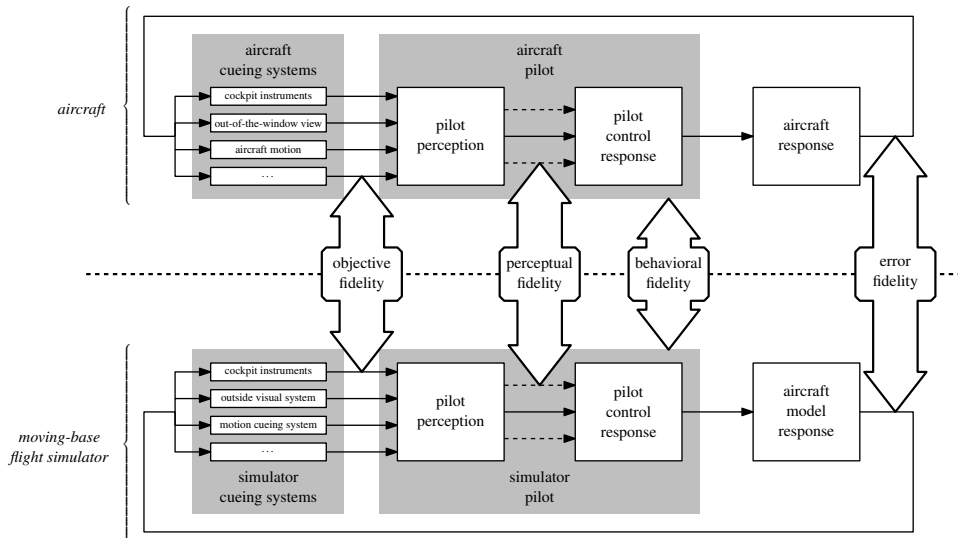 aircraft
cueing systems
aircraft
pilot
aircraft
cockpit instruments
out-of-the-window view
aircraft motion
...
pilot
perception
pilot
control
response
aircraft
response
objective
fidelity
perceptual
fidelity
behavioral
fidelity
error
fidelity
moving-base
flight simulator
cockpit instruments
outside visual system
motion cueing system
...
pilot
perception
pilot
control
response
aircraft
model
response
simulator
cueing systems
simulator
pilot